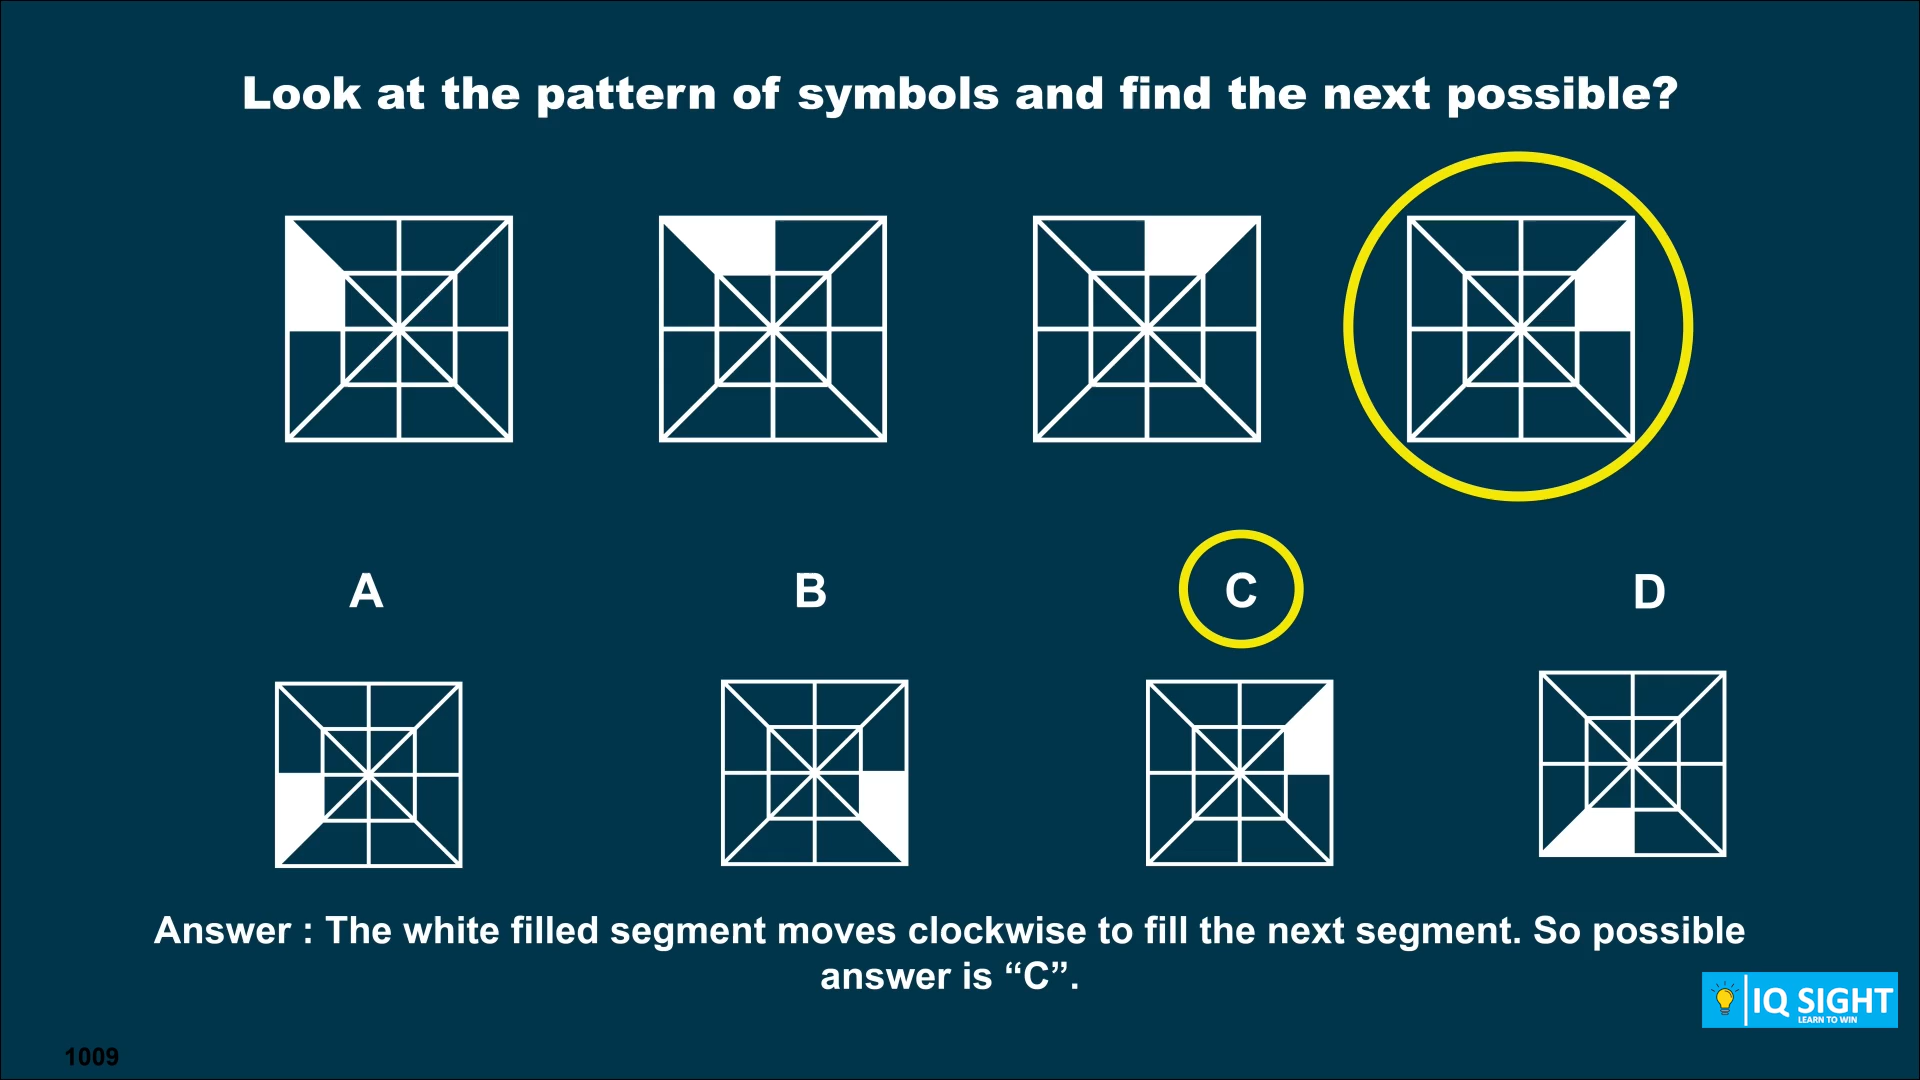 Look at the pattern of symbols and find the next possible?
A B C D
Answer : The white filled segment moves clockwise to fill the next segment. So possible
answer is “C”.
IQ SIGHT
LEARN TO WIN
1009